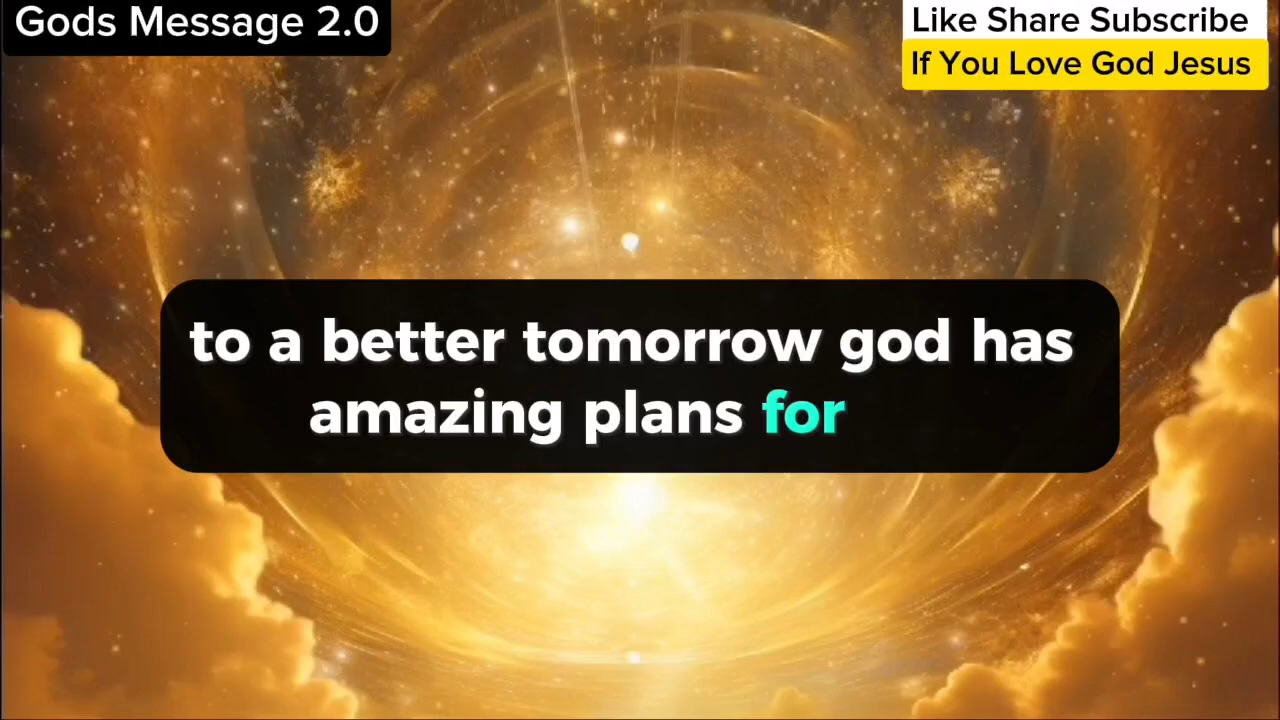 Gods Message 2.0
Like Share Subscribe
If You Love God Jesus
to a better tomorrow god has
amazing plans for